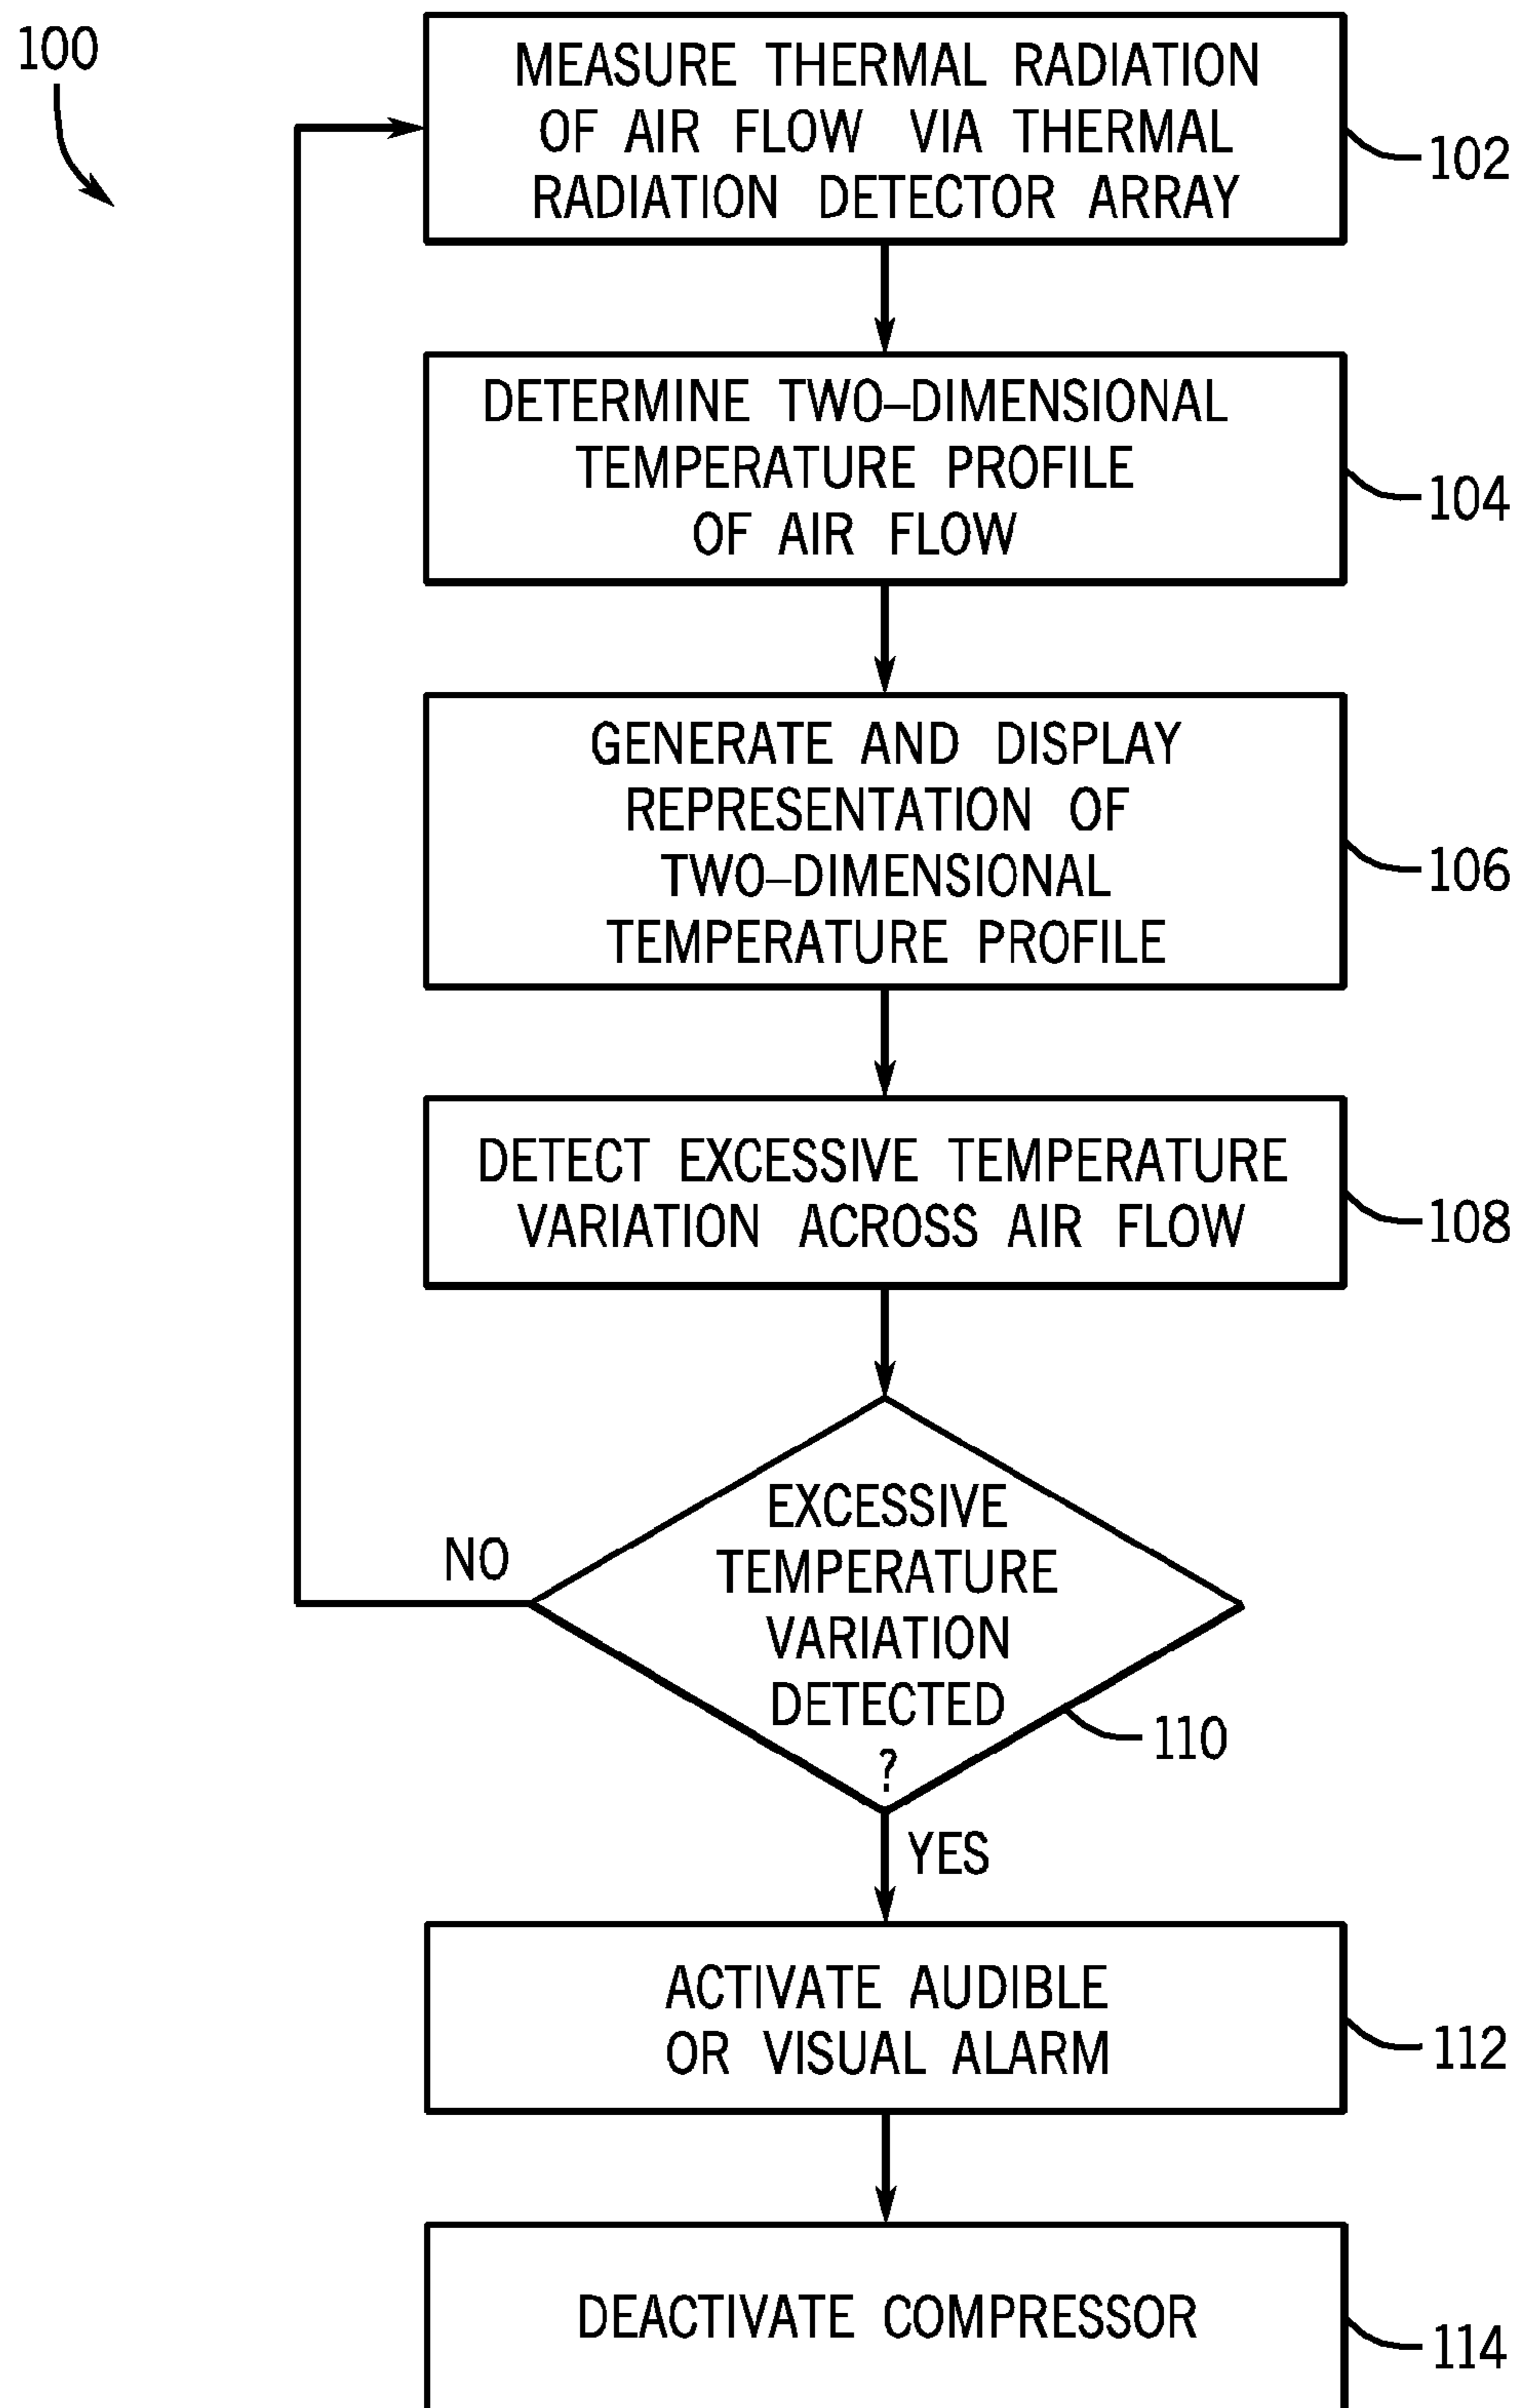 100
MEASURE THERMAL RADIATION
OF AIR FLOW VIA THERMAL
RADIATION DETECTOR ARRAY
102
DETERMINE TWO–DIMENSIONAL
TEMPERATURE PROFILE
OF AIR FLOW
104
GENERATE AND DISPLAY
REPRESENTATION OF
TWO–DIMENSIONAL
TEMPERATURE PROFILE
106
DETECT EXCESSIVE TEMPERATURE
VARIATION ACROSS AIR FLOW
108
EXCESSIVE
TEMPERATURE
VARIATION
DETECTED
?
110
NO
YES
ACTIVATE AUDIBLE
OR VISUAL ALARM
112
DEACTIVATE COMPRESSOR
114